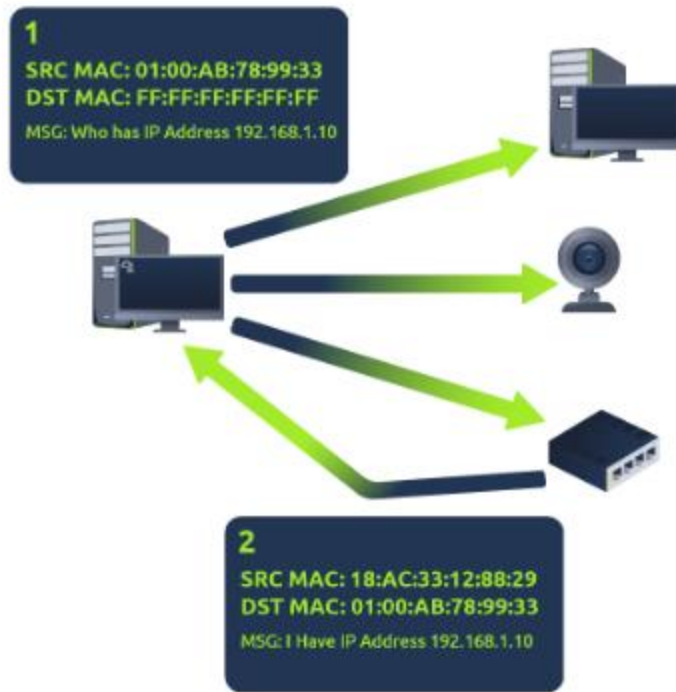 1
SRC MAC: 01:00:AB:78:99:33
DST MAC: FF:FF:FF:FF:FF:FF
MSG: Who has IP Address 192.168.1.10
2
SRC MAC: 18:AC:33:12:88:29
DST MAC: 01:00:AB:78:99:33
MSG: I Have IP Address 192.168.1.10